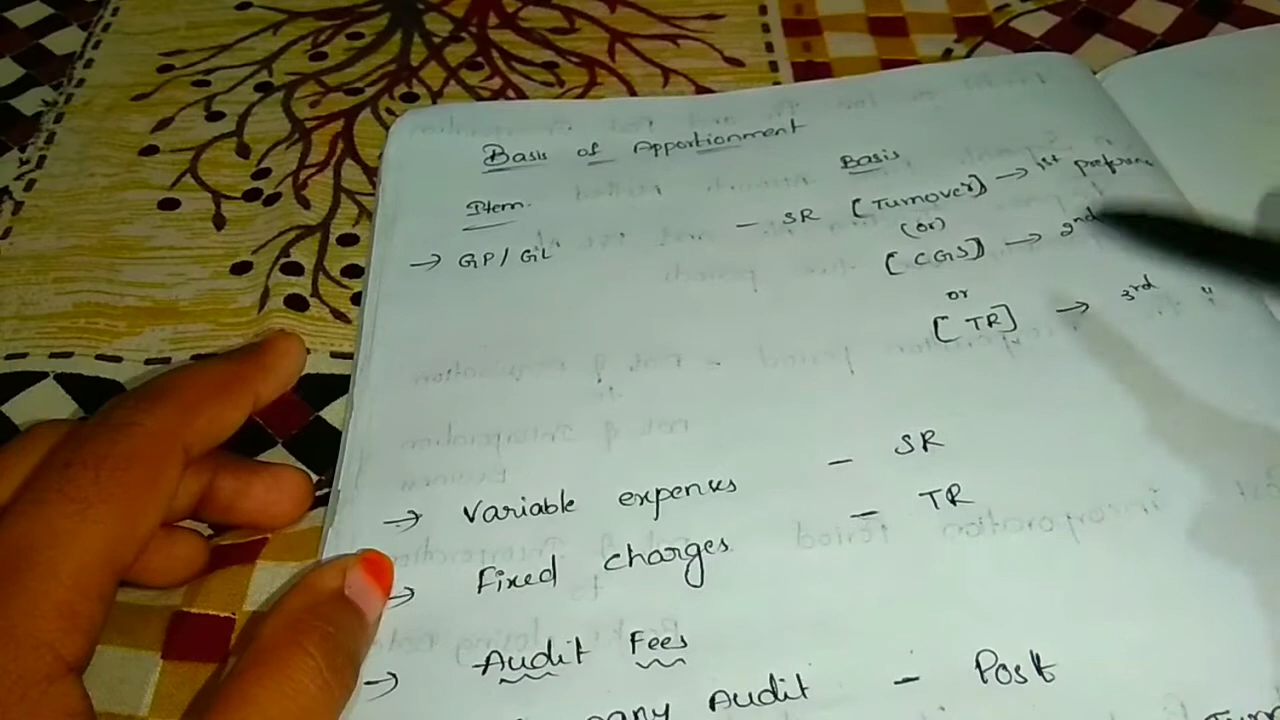 Basis of Apportionment
Item. Basis
→ GP/GL - SR [Turnover] → 1st
(or)
[CGS] → 2nd
or
[TR] → 3rd "
→ Variable expenses - SR
→ Fixed charges - TR
→ Audit Fees
Audit - Post